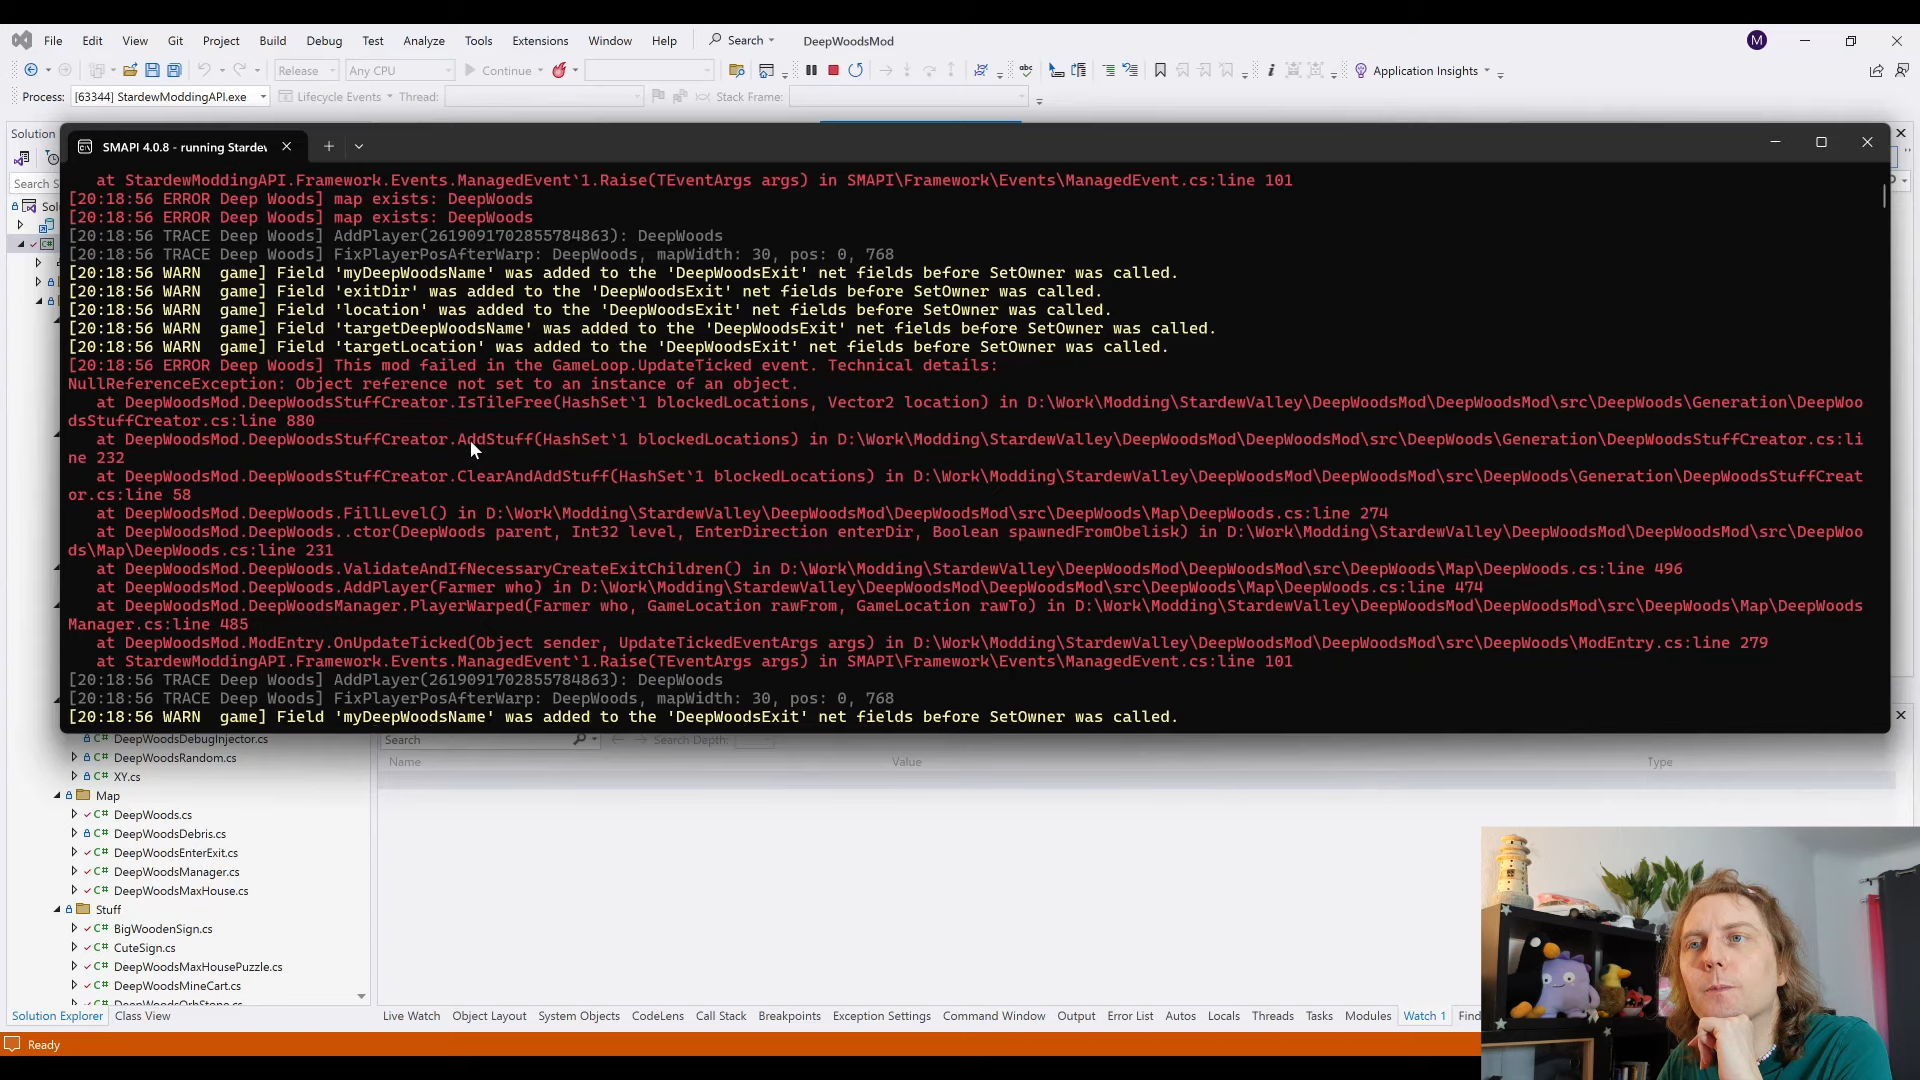 File Edit View Git Project Build Debug Test Analyze Tools Extensions Window Help Search DeepWoodsMod M
Release Any CPU Continue Application Insights
Process: [63344] StardewModdingAPI.exe Lifecycle Events Thread: Stack Frame:
Solution
SMAPI 4.0.8 - running Stardew
Search S
Sol
at StardewModdingAPI.Framework.Events.ManagedEvent`1.Raise(TEventArgs args) in SMAPI\Framework\Events\ManagedEvent.cs:line 101
[20:18:56 ERROR Deep Woods] map exists: DeepWoods
[20:18:56 ERROR Deep Woods] map exists: DeepWoods
[20:18:56 TRACE Deep Woods] AddPlayer(2619091702855784863): DeepWoods
[20:18:56 TRACE Deep Woods] FixPlayerPosAfterWarp: DeepWoods, mapWidth: 30, pos: 0, 768
[20:18:56 WARN  game] Field 'myDeepWoodsName' was added to the 'DeepWoodsExit' net fields before SetOwner was called.
[20:18:56 WARN  game] Field 'exitDir' was added to the 'DeepWoodsExit' net fields before SetOwner was called.
[20:18:56 WARN  game] Field 'location' was added to the 'DeepWoodsExit' net fields before SetOwner was called.
[20:18:56 WARN  game] Field 'targetDeepWoodsName' was added to the 'DeepWoodsExit' net fields before SetOwner was called.
[20:18:56 WARN  game] Field 'targetLocation' was added to the 'DeepWoodsExit' net fields before SetOwner was called.
[20:18:56 ERROR Deep Woods] This mod failed in the GameLoop.UpdateTicked event. Technical details:
NullReferenceException: Object reference not set to an instance of an object.
at DeepWoodsMod.DeepWoodsStuffCreator.IsTileFree(HashSet`1 blockedLocations, Vector2 location) in D:\Work\Modding\StardewValley\DeepWoodsMod\DeepWoodsMod\src\DeepWoods\Generation\DeepWoo
dsStuffCreator.cs:line 880
at DeepWoodsMod.DeepWoodsStuffCreator.AddStuff(HashSet`1 blockedLocations) in D:\Work\Modding\StardewValley\DeepWoodsMod\DeepWoodsMod\src\DeepWoods\Generation\DeepWoodsStuffCreator.cs:li
ne 232
at DeepWoodsMod.DeepWoodsStuffCreator.ClearAndAddStuff(HashSet`1 blockedLocations) in D:\Work\Modding\StardewValley\DeepWoodsMod\DeepWoodsMod\src\DeepWoods\Generation\DeepWoodsStuffCreat
or.cs:line 58
at DeepWoodsMod.DeepWoods.FillLevel() in D:\Work\Modding\StardewValley\DeepWoodsMod\DeepWoodsMod\src\DeepWoods\Map\DeepWoods.cs:line 274
at DeepWoodsMod.DeepWoods..ctor(DeepWoods parent, Int32 level, EnterDirection enterDir, Boolean spawnedFromObelisk) in D:\Work\Modding\StardewValley\DeepWoodsMod\DeepWoodsMod\src\DeepWoo
ds\Map\DeepWoods.cs:line 231
at DeepWoodsMod.DeepWoods.ValidateAndIfNecessaryCreateExitChildren() in D:\Work\Modding\StardewValley\DeepWoodsMod\DeepWoodsMod\src\DeepWoods\Map\DeepWoods.cs:line 496
at DeepWoodsMod.DeepWoods.AddPlayer(Farmer who) in D:\Work\Modding\StardewValley\DeepWoodsMod\DeepWoodsMod\src\DeepWoods\Map\DeepWoods.cs:line 474
at DeepWoodsMod.DeepWoodsManager.PlayerWarped(Farmer who, GameLocation rawFrom, GameLocation rawTo) in D:\Work\Modding\StardewValley\DeepWoodsMod\DeepWoodsMod\src\DeepWoods\Map\DeepWoods
Manager.cs:line 485
at DeepWoodsMod.ModEntry.OnUpdateTicked(Object sender, UpdateTickedEventArgs args) in D:\Work\Modding\StardewValley\DeepWoodsMod\DeepWoodsMod\src\DeepWoods\ModEntry.cs:line 279
at StardewModdingAPI.Framework.Events.ManagedEvent`1.Raise(TEventArgs args) in SMAPI\Framework\Events\ManagedEvent.cs:line 101
[20:18:56 TRACE Deep Woods] AddPlayer(2619091702855784863): DeepWoods
[20:18:56 TRACE Deep Woods] FixPlayerPosAfterWarp: DeepWoods, mapWidth: 30, pos: 0, 768
[20:18:56 WARN  game] Field 'myDeepWoodsName' was added to the 'DeepWoodsExit' net fields before SetOwner was called.
DeepWoodsDebugInjector.cs
DeepWoodsRandom.cs
XY.cs
Map
DeepWoods.cs
DeepWoodsDebris.cs
DeepWoodsEnterExit.cs
DeepWoodsManager.cs
DeepWoodsMaxHouse.cs
Stuff
BigWoodenSign.cs
CuteSign.cs
DeepWoodsMaxHousePuzzle.cs
DeepWoodsMineCart.cs
DeepWoodsOrbStone.cs
Search Search Depth:
Name Value Type
Solution Explorer Class View
Live Watch Object Layout System Objects CodeLens Call Stack Breakpoints Exception Settings Command Window Output Error List Autos Locals Threads Tasks Modules Watch 1 Find
Ready